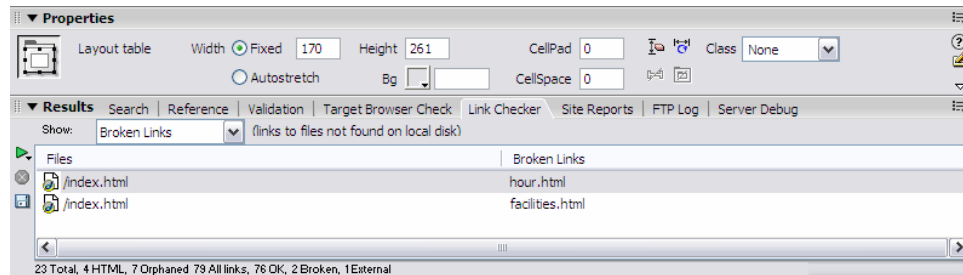 Properties
Layout table Width Fixed 170 Height 261 CellPad 0 Class None
Autostretch Bg CellSpace 0
Results Search | Reference | Validation | Target Browser Check | Link Checker Site Reports | FTP Log | Server Debug
Show: Broken Links (links to files not found on local disk)
Files Broken Links
/index.html hour.html
/index.html facilities.html
23 Total, 4 HTML, 7 Orphaned 79 All links, 76 OK, 2 Broken, 1 External